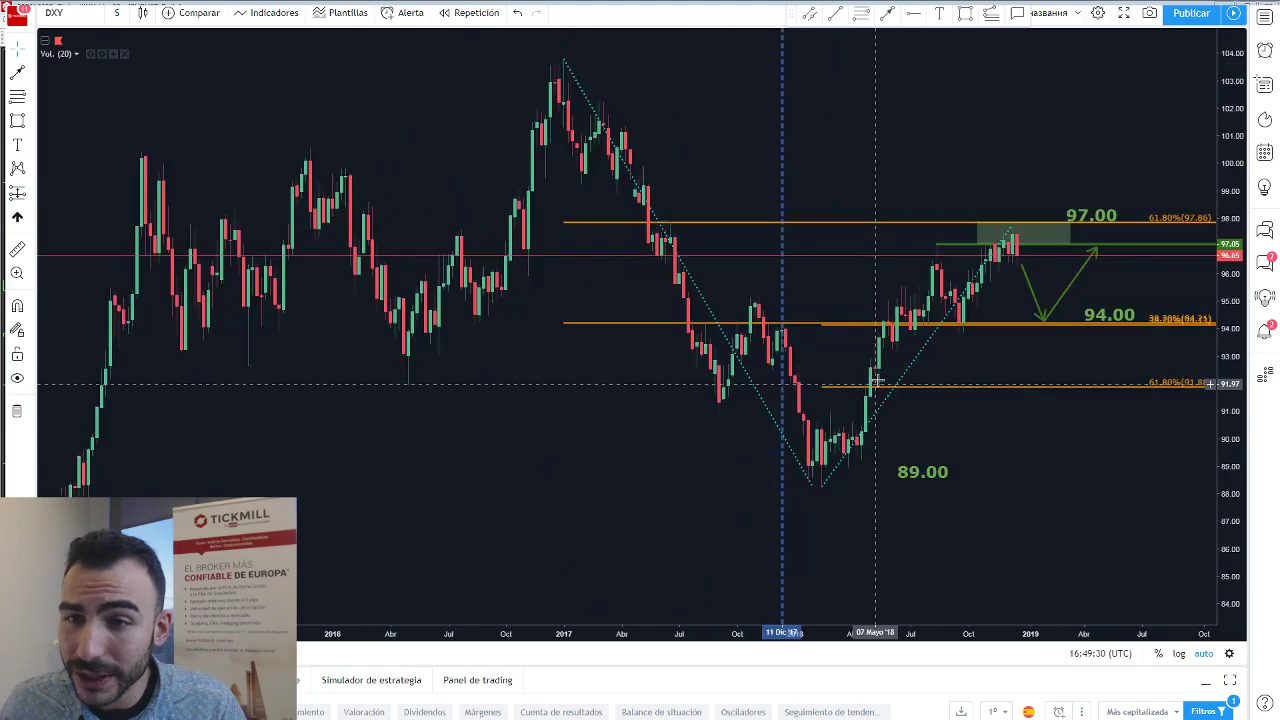 DXY
S
Comparar
Indicadores
Plantillas
Alerta
Repetición
названия
Publicar
Vol. (20)
104.00
103.00
102.00
101.00
100.00
99.00
98.00
97.05
96.65
96.00
95.00
94.00
93.00
91.97
91.00
90.00
89.00
88.00
87.00
86.00
85.00
84.00
97.00
61.80%(97.86)
94.00
89.00
TICKMILL
EL BROKER MÁS
CONFIABLE DE EUROPA*
2016
Abr
Jul
Oct
2017
Abr
Jul
Oct
11 Dic '17
07 Mayo '18
Jul
Oct
2019
Abr
Jul
Oct
16:49:30 (UTC)
%
log
auto
Simulador de estrategia
Panel de trading
Valoración
Dividendos
Márgenes
Cuenta de resultados
Balance de situación
Osciladores
Seguimiento de tenden...
1º
Más capitalizada
Filtros
1
11
2
2